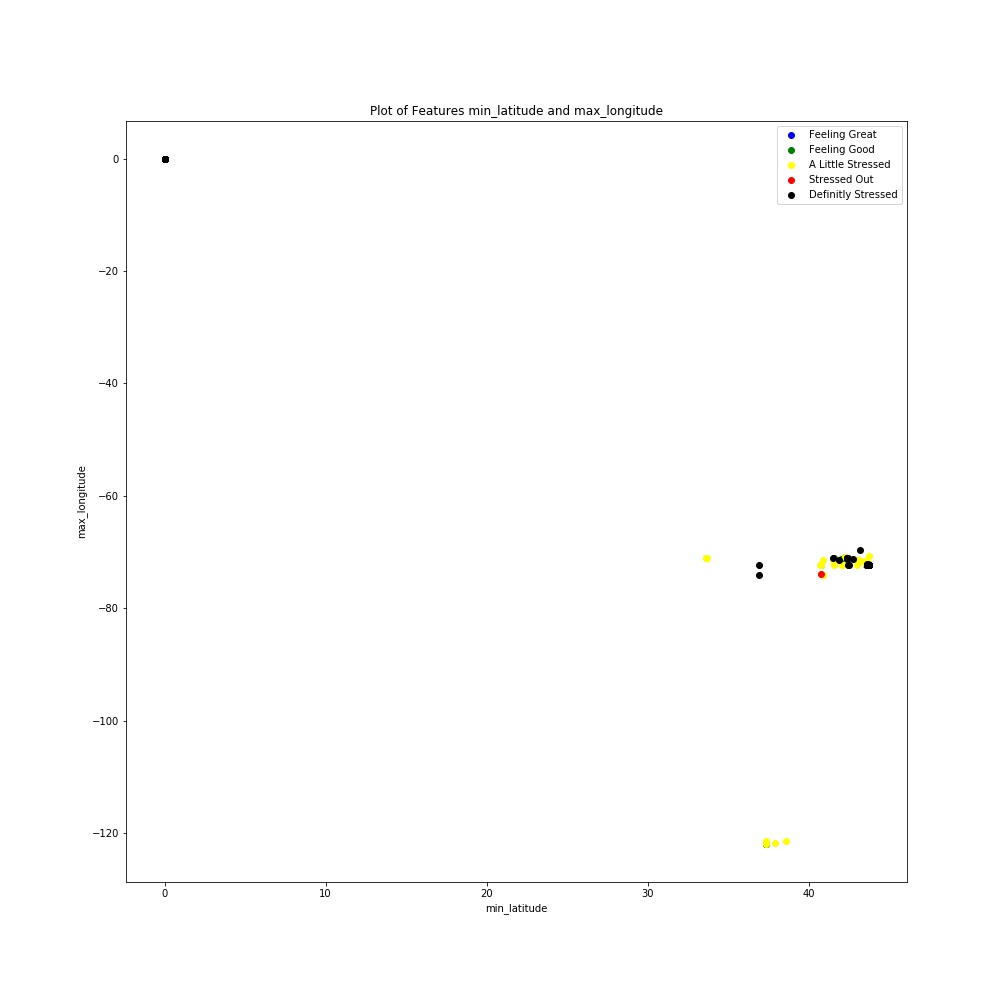 Plot of Features min_latitude and max_longitude
Feeling Great
Feeling Good
A Little Stressed
Stressed Out
Definitly Stressed
0
−20
−40
−60
−80
−100
−120
max_longitude
0
10
20
30
40
min_latitude